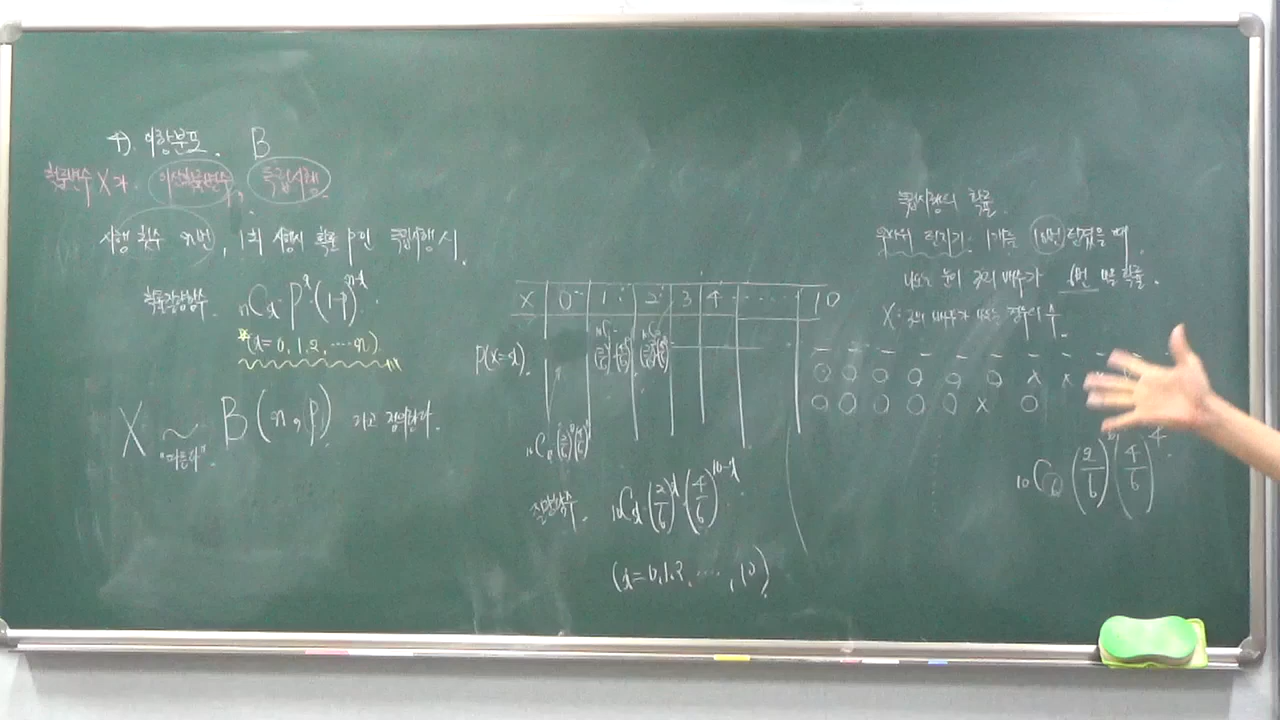 4). 이항분포. B
확률변수 X가 이산확률변수, 독립시행.
시행 횟수 n번, 1회 시행시 확률 p인 독립시행 시.
확률질량함수 nCx p^x (1-p)^n-x
*(x=0, 1, 2, ....n)
X ~ B(n, p) 라고 정의한다.
"따른다".
X 0 1 2 3 4 ...... 10
P(X=x)
10C0 (2/6)^0 (4/6)^10
질량함수. 10Cx (2/6)^x (4/6)^10-x
(x=0, 1, 2, ...., 10)
독립시행의 확률.
주사위 던지기. 1개를 10번 던졌을 때
나오는 눈이 3의 배수가 6번 나올 확률.
X: 3의 배수가 나오는 경우의 수
O O O O O O X X
O O O O O X O
10C6 (2/6)^6 (4/6)^4